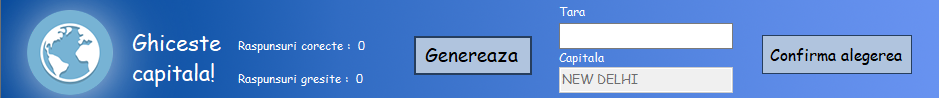 Ghiceste
capitala!
Raspunsuri corecte : 0
Raspunsuri gresite : 0
Genereaza
Tara
Capitala
NEW DELHI
Confirma alegerea